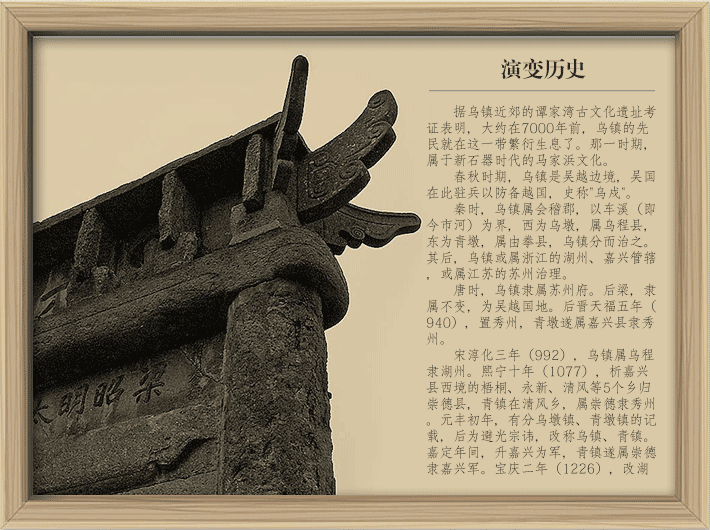 演变历史
据乌镇近郊的谭家湾古文化遗址考
证表明，大约在7000年前，乌镇的先
民就在这一带繁衍生息了。那一时期，
属于新石器时代的马家浜文化。
春秋时期，乌镇是吴越边境，吴国
在此驻兵以防备越国，史称"乌戍"。
秦时，乌镇属会稽郡，以车溪（即
今市河）为界，西为乌墩，属乌程县，
东为青墩，属由拳县，乌镇分而治之。
其后，乌镇或属浙江的湖州、嘉兴管辖
，或属江苏的苏州治理。
唐时，乌镇隶属苏州府。后梁，隶
属不变，为吴越国地。后晋天福五年（
940），置秀州，青墩遂属嘉兴县隶秀
州。
宋淳化三年（992），乌镇属乌程
隶湖州。熙宁十年（1077），析嘉兴
县西境的梧桐、永新、清风等5个乡归
崇德县，青镇在清风乡，属崇德隶秀州
。元丰初年，有分乌墩镇、青墩镇的记
载，后为避光宗讳，改称乌镇、青镇。
嘉定年间，升嘉兴为军，青镇遂属崇德
隶嘉兴军。宝庆二年（1226），改湖
太明昭梁